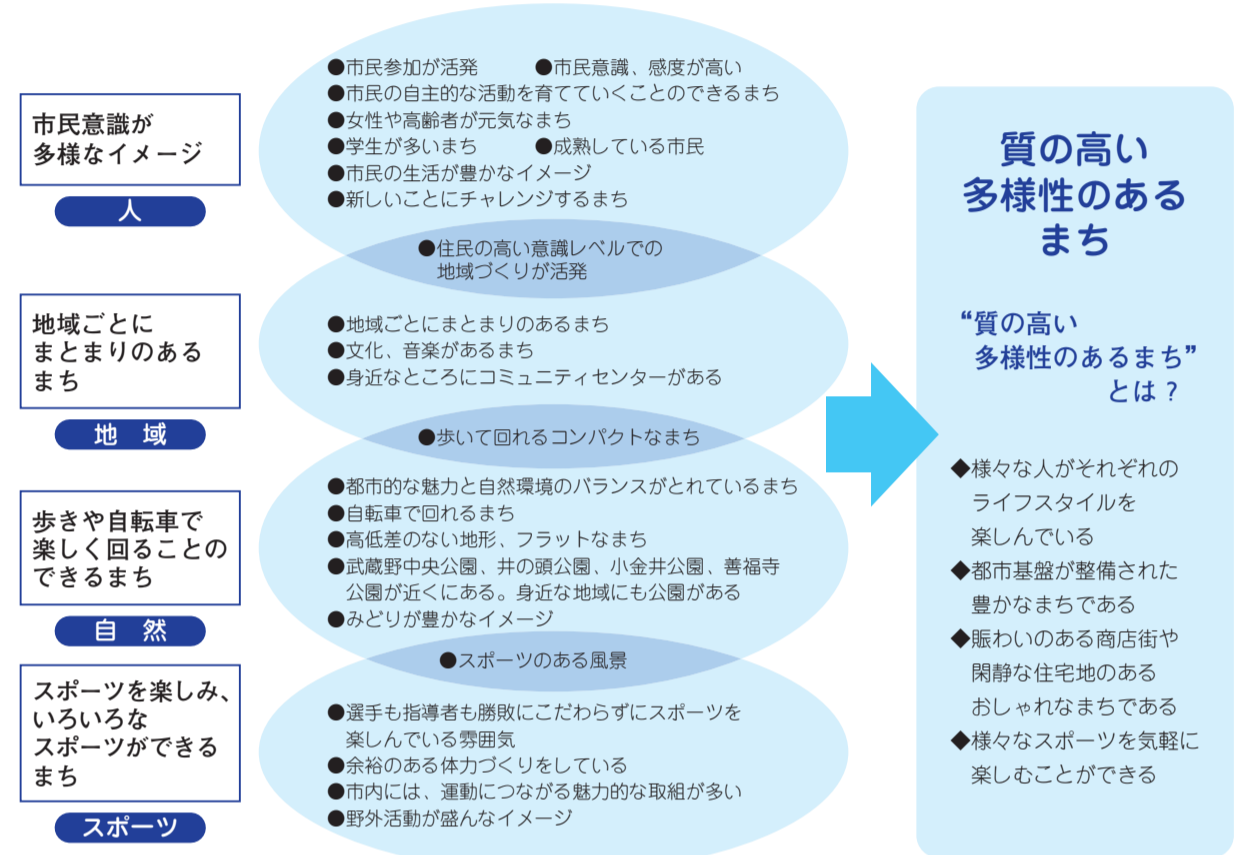 市民意識が
多様なイメージ
人
●市民参加が活発 ●市民意識、感度が高い
●市民の自主的な活動を育てていくことのできるまち
●女性や高齢者が元気なまち
●学生が多いまち ●成熟している市民
●市民の生活が豊かなイメージ
●新しいことにチャレンジするまち
●住民の高い意識レベルでの
地域づくりが活発
地域ごとに
まとまりのある
まち
地 域
●地域ごとにまとまりのあるまち
●文化、音楽があるまち
●身近なところにコミュニティセンターがある
●歩いて回れるコンパクトなまち
歩きや自転車で
楽しく回ることの
できるまち
自 然
●都市的な魅力と自然環境のバランスがとれているまち
●自転車で回れるまち
●高低差のない地形、フラットなまち
●武蔵野中央公園、井の頭公園、小金井公園、善福寺
公園が近くにある。身近な地域にも公園がある
●みどりが豊かなイメージ
●スポーツのある風景
スポーツを楽しみ、
いろいろな
スポーツができる
まち
スポーツ
●選手も指導者も勝敗にこだわらずにスポーツを
楽しんでいる雰囲気
●余裕のある体力づくりをしている
●市内には、運動につながる魅力的な取組が多い
●野外活動が盛んなイメージ
質の高い
多様性のある
まち
“質の高い
多様性のあるまち”
とは？
◆様々な人がそれぞれの
ライフスタイルを
楽しんでいる
◆都市基盤が整備された
豊かなまちである
◆賑わいのある商店街や
閑静な住宅地のある
おしゃれなまちである
◆様々なスポーツを気軽に
楽しむことができる